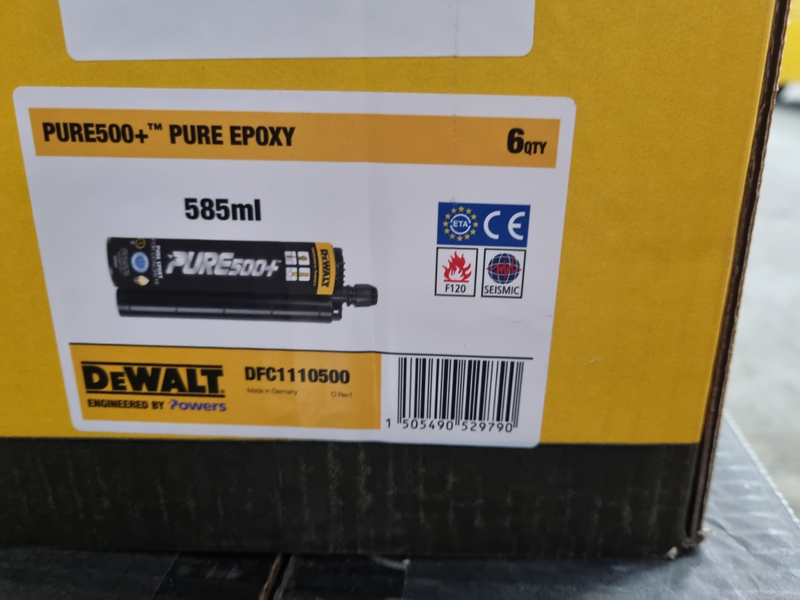 PURE500+™ PURE EPOXY
6QTY
585ml
PURE500+
DEWALT
ETA CE
F120
SEISMIC
DEWALT
ENGINEERED BY Powers
DFC1110500
Made in Germany
1 505490 529790